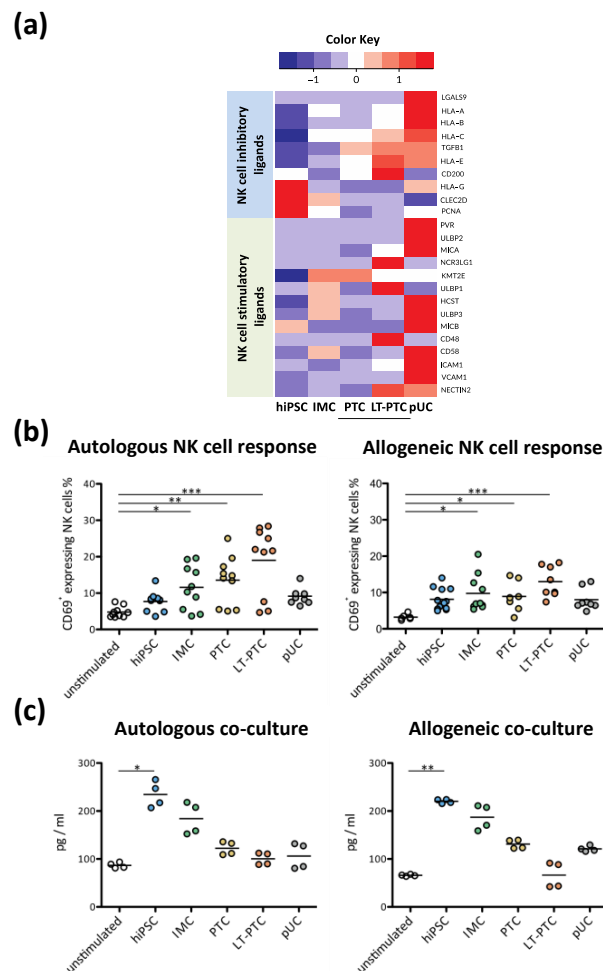 (a)
Color Key
−1 0 1
NK cell inhibitory
ligands
NK cell stimulatory
ligands
LGALS9
HLA-A
HLA-B
HLA-C
TGFB1
HLA-E
CD200
HLA-G
CLEC2D
PCNA
PVR
ULBP2
MICA
NCR3LG1
KMT2E
ULBP1
HCST
ULBP3
MICB
CD48
CD58
ICAM1
VCAM1
NECTIN2
hiPSC IMC PTC LT-PTC pUC
(b)
Autologous NK cell response
CD69+ expressing NK cells %
40
30
20
10
0
***
**
*
unstimulated hiPSC IMC PTC LT-PTC pUC
Allogeneic NK cell response
CD69+ expressing NK cells %
40
30
20
10
0
***
*
*
unstimulated hiPSC IMC PTC LT-PTC pUC
(c)
Autologous co-culture
pg / ml
300
200
100
0
*
unstimulated hiPSC IMC PTC LT-PTC pUC
Allogeneic co-culture
pg / ml
300
200
100
0
**
unstimulated hiPSC IMC PTC LT-PTC pUC